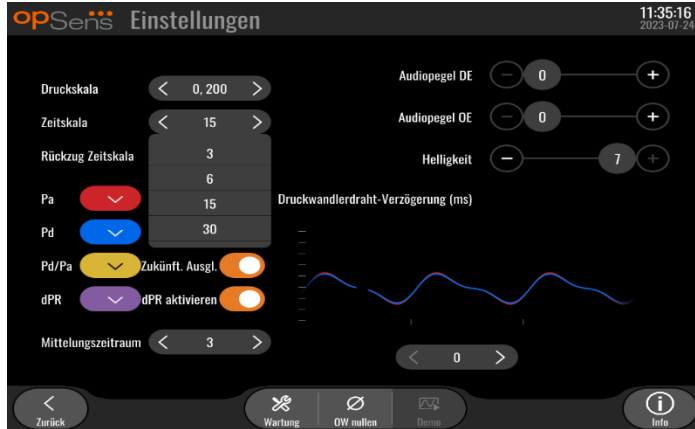 opSens Einstellungen
11:35:16
2023-07-24
Druckskala 0, 200
Zeitskala 15
Rückzug Zeitskala
3
6
15
30
Pa
Pd
Pd/Pa Zukünft. Ausgl.
dPR dPR aktivieren
Mittelungszeitraum 3
Audiopegel DE 0
Audiopegel OE 0
Helligkeit 7
Druckwandlerdraht-Verzögerung (ms)
0
Zurück
Wartung
OW nullen
Demo
Info